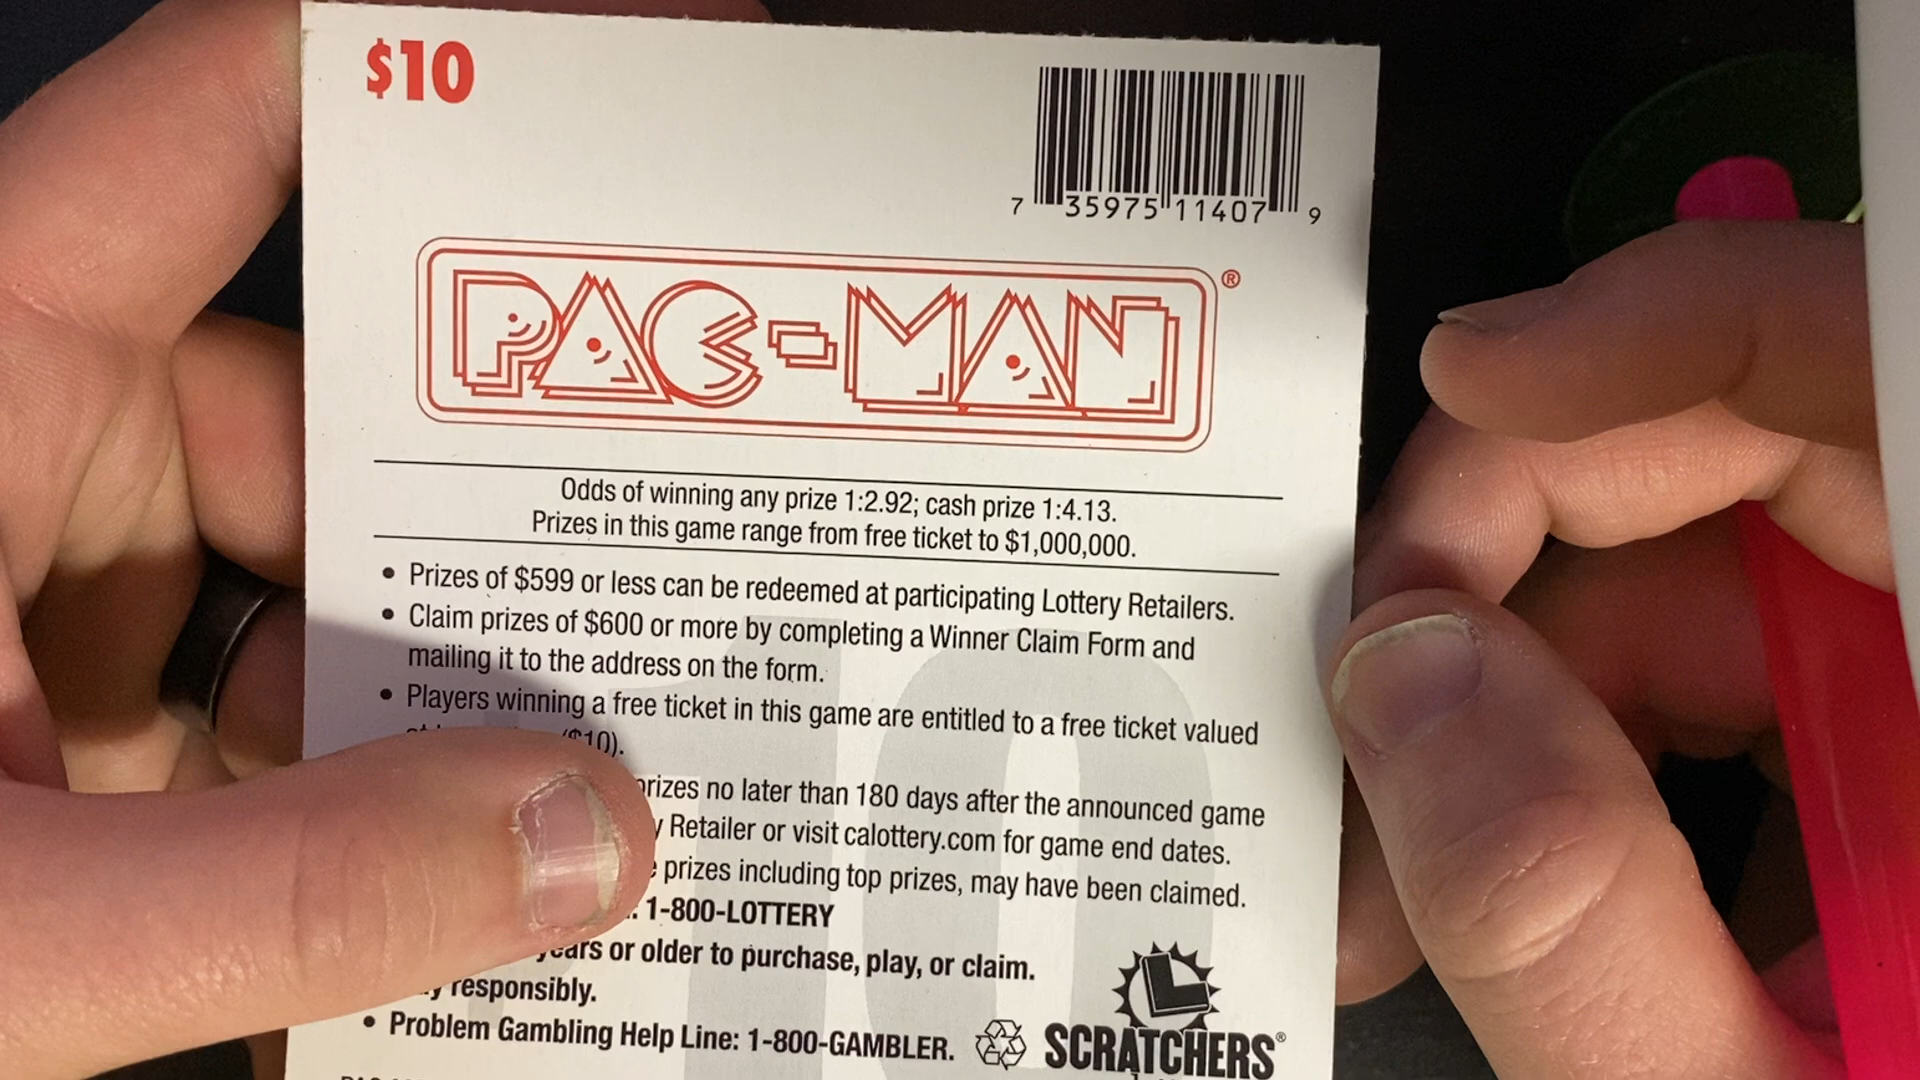 $10
7 35975 11407 9
PAC-MAN®
Odds of winning any prize 1:2.92; cash prize 1:4.13.
Prizes in this game range from free ticket to $1,000,000.
• Prizes of $599 or less can be redeemed at participating Lottery Retailers.
• Claim prizes of $600 or more by completing a Winner Claim Form and
mailing it to the address on the form.
• Players winning a free ticket in this game are entitled to a free ticket valued
($10).
prizes no later than 180 days after the announced game
Retailer or visit calottery.com for game end dates.
prizes including top prizes, may have been claimed.
1-800-LOTTERY
years or older to purchase, play, or claim.
responsibly.
• Problem Gambling Help Line: 1-800-GAMBLER.
SCRATCHERS®
10